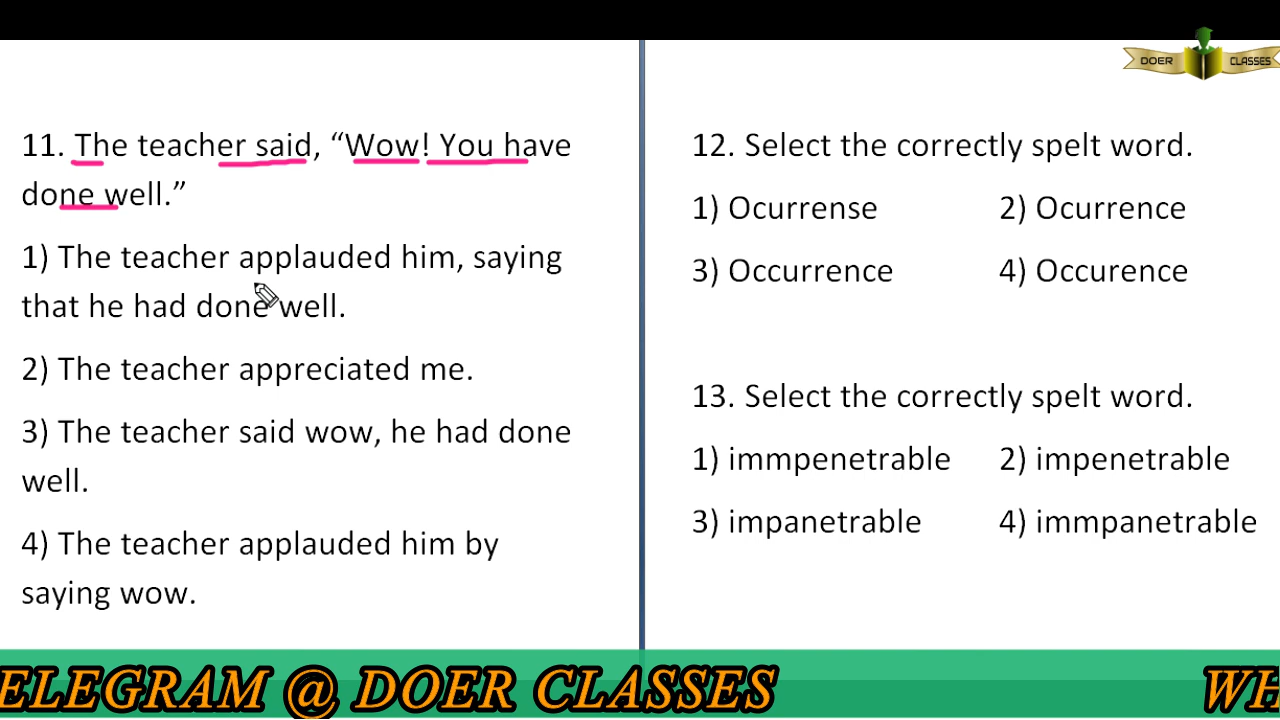 DOER CLASSES
11. The teacher said, “Wow! You have
done well.”
1) The teacher applauded him, saying
that he had done well.
2) The teacher appreciated me.
3) The teacher said wow, he had done
well.
4) The teacher applauded him by
saying wow.
12. Select the correctly spelt word.
1) Ocurrense 2) Ocurrence
3) Occurrence 4) Occurence
13. Select the correctly spelt word.
1) immpenetrable 2) impenetrable
3) impanetrable 4) immpanetrable
ELEGRAM @ DOER CLASSES WH